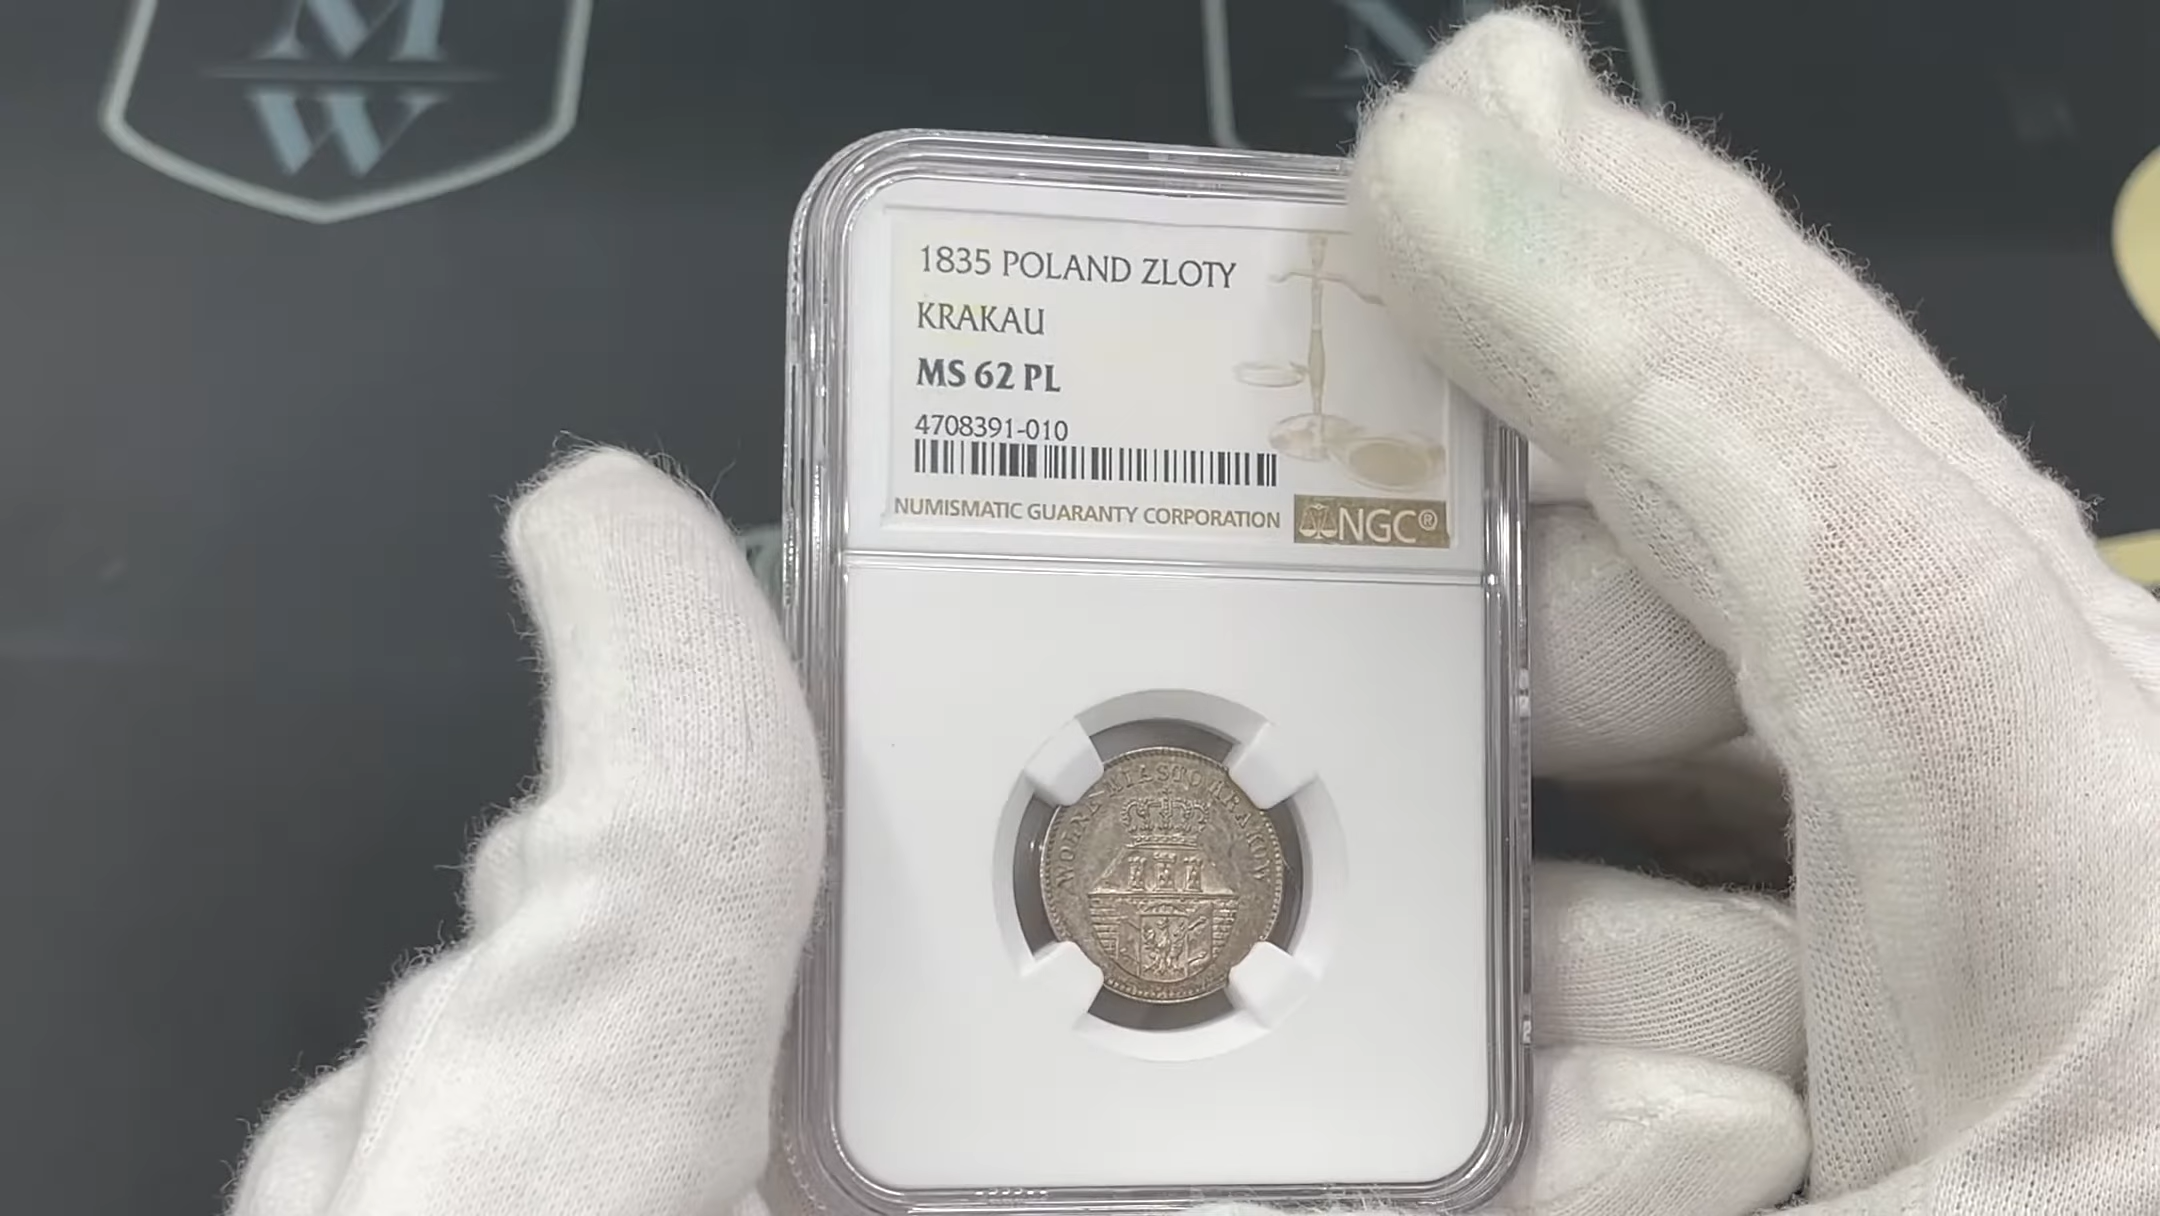 M
W
1835 POLAND ZLOTY
KRAKAU
MS 62 PL
4708391-010
NUMISMATIC GUARANTY CORPORATION
NGC®
WOLNE MIASTO KRAKOW